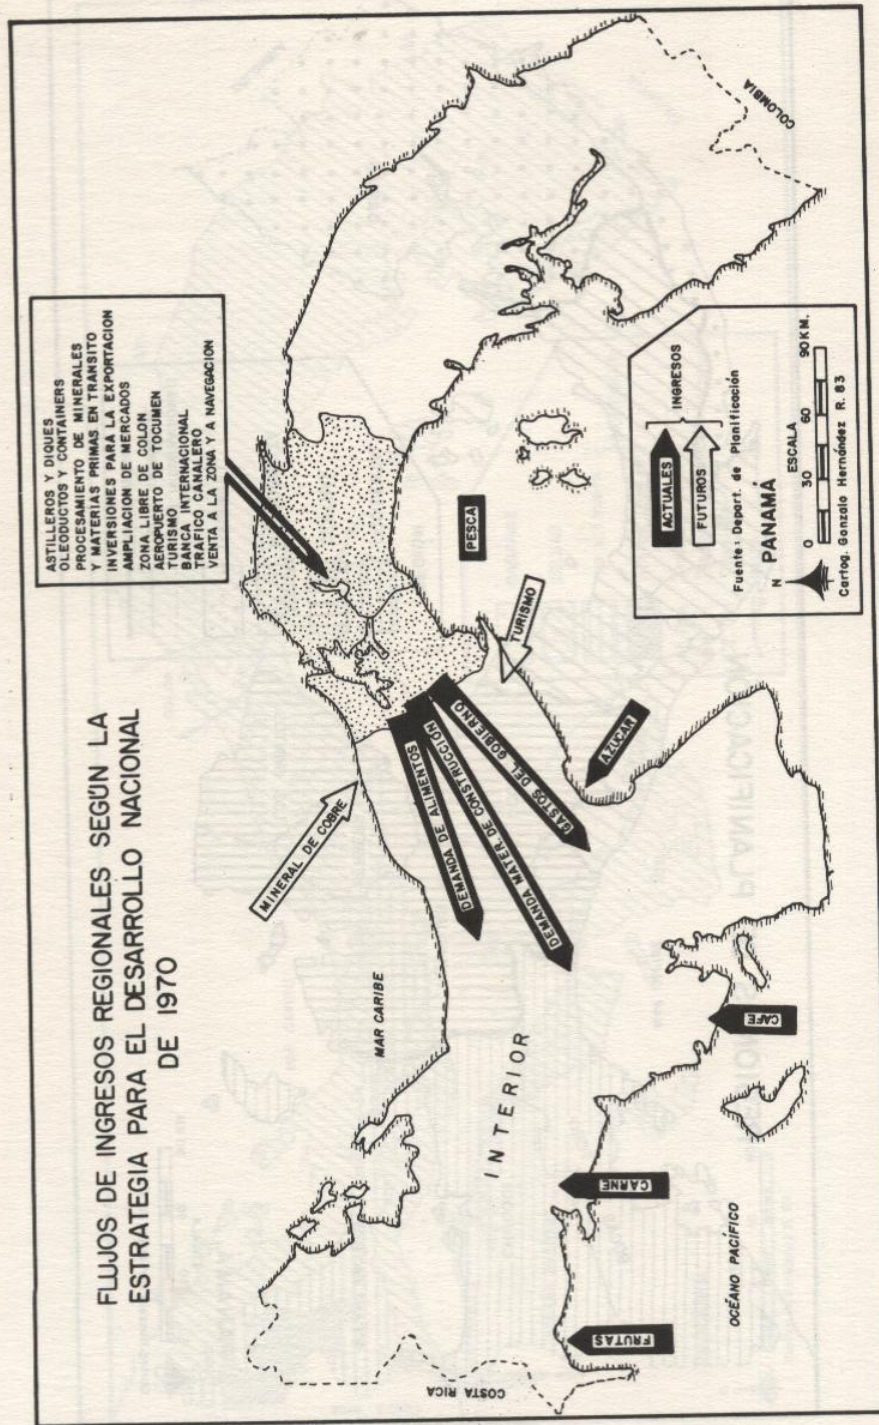 FLUJOS DE INGRESOS REGIONALES SEGÚN LA
ESTRATEGIA PARA EL DESARROLLO NACIONAL
DE 1970
ASTILLEROS Y DIQUES
OLEODUCTOS Y CONTAINERS
PROCESAMIENTO DE MINERALES
Y MATERIAS PRIMAS EN TRANSITO
INVERSIONES PARA LA EXPORTACION
AMPLIACION DE MERCADOS
ZONA LIBRE DE COLON
AEROPUERTO DE TOCUMEN
TURISMO
BANCA INTERNACIONAL
TRAFICO CANALERO
VENTA A LA ZONA Y A NAVEGACION
MINERAL DE COBRE
MAR CARIBE
DEMANDA DE ALIMENTOS
DEMANDA MATER. DE CONSTRUCCIÓN
GASTOS DEL GOBIERNO
TURISMO
PESCA
AZUCAR
INTERIOR
COSTA RICA
COLOMBIA
FRUTAS
CARNE
CAFE
OCÉANO PACÍFICO
ACTUALES
FUTUROS
INGRESOS
Fuente: Depart. de Planificación
PANAMÁ
N
ESCALA
0 30 60 90 KM.
Cartog. Gonzalo Hernández R. 83